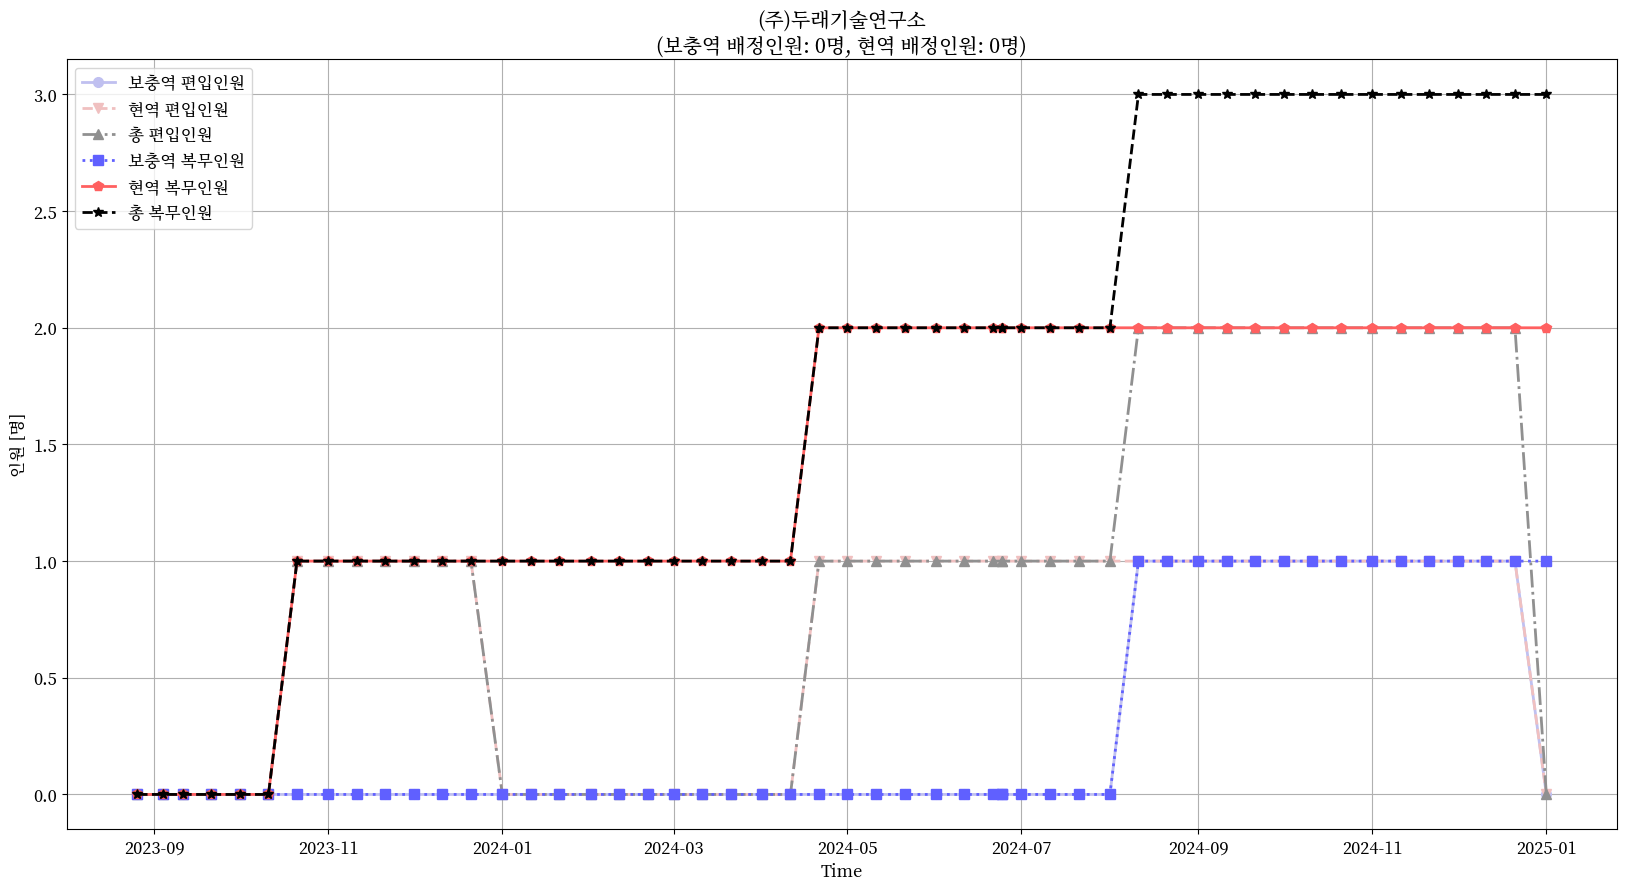 (주)두래기술연구소
(보충역 배정인원: 0명, 현역 배정인원: 0명)
보충역 편입인원
현역 편입인원
총 편입인원
보충역 복무인원
현역 복무인원
총 복무인원
인원 [명]
3.0
2.5
2.0
1.5
1.0
0.5
0.0
2023-09
2023-11
2024-01
2024-03
2024-05
2024-07
2024-09
2024-11
2025-01
Time